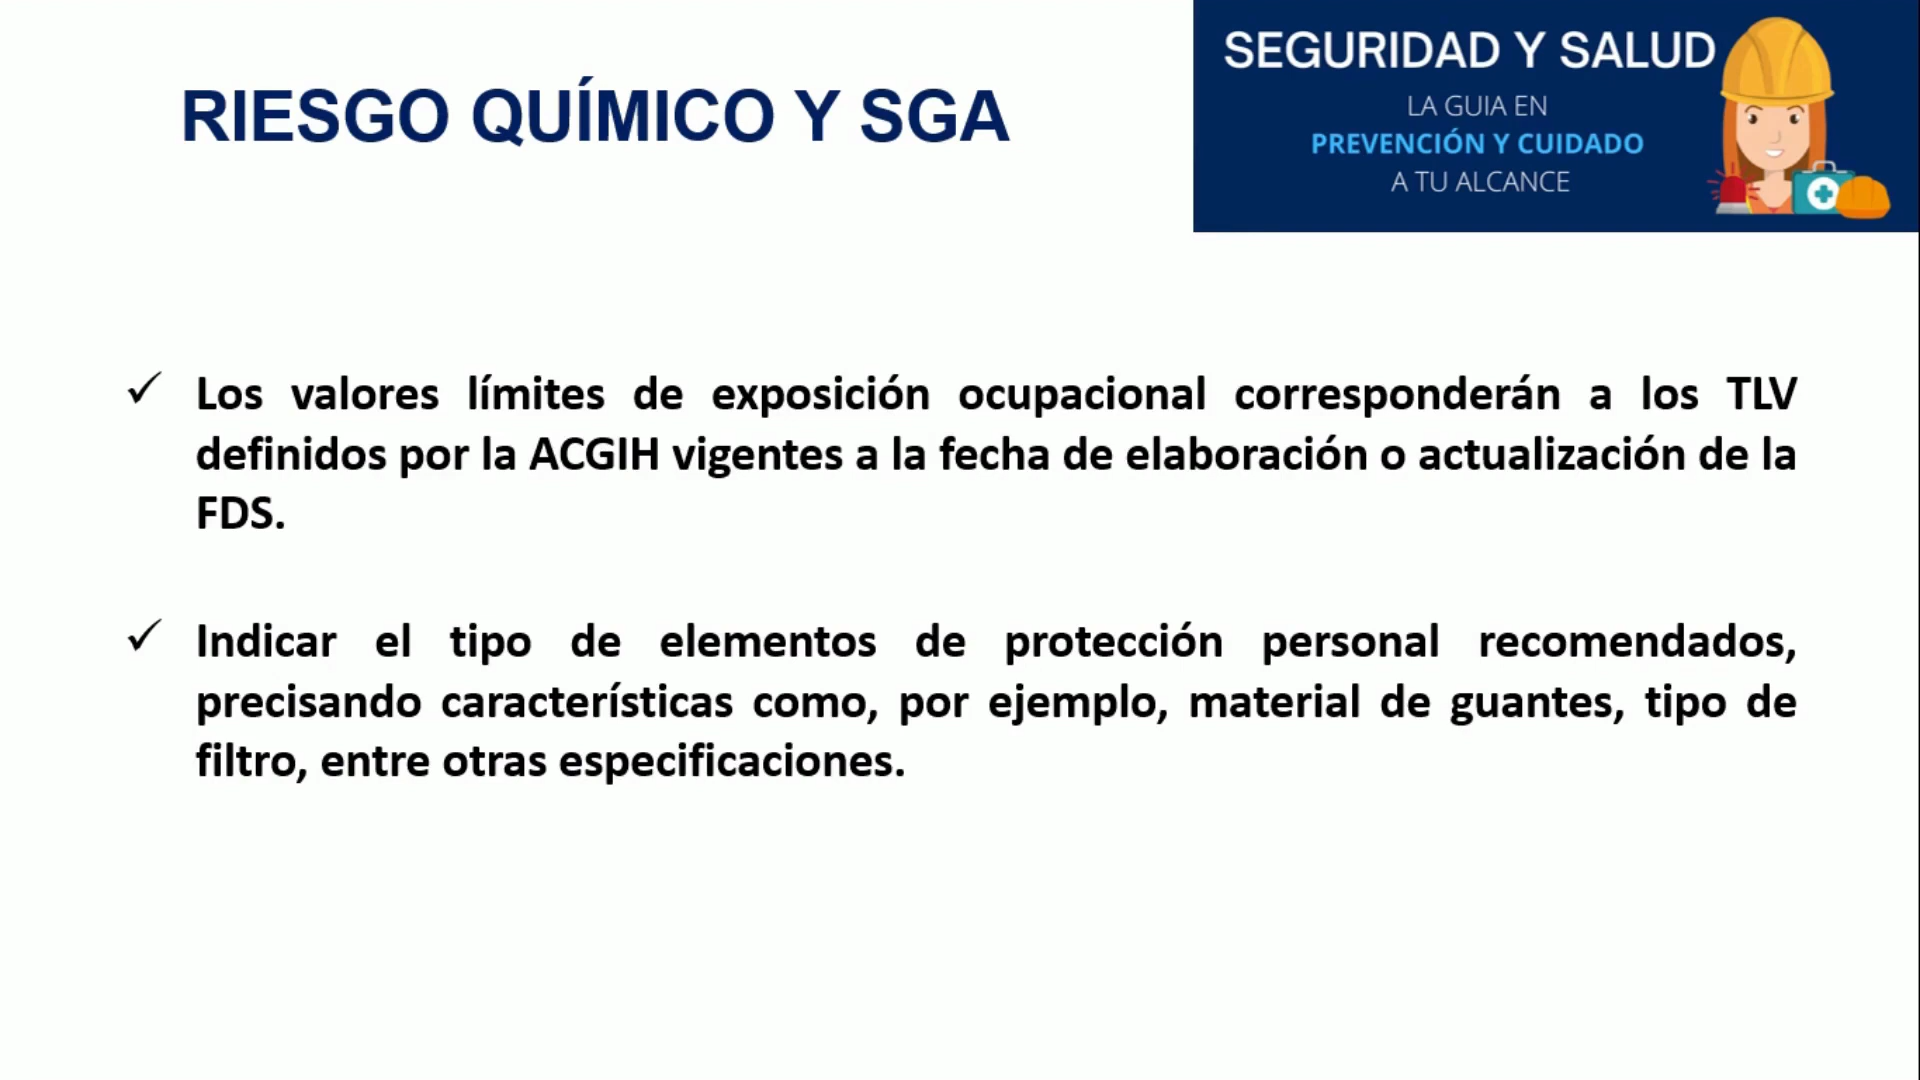 RIESGO QUÍMICO Y SGA
SEGURIDAD Y SALUD
LA GUIA EN
PREVENCIÓN Y CUIDADO
A TU ALCANCE
✓ Los valores límites de exposición ocupacional corresponderán a los TLV
definidos por la ACGIH vigentes a la fecha de elaboración o actualización de la
FDS.
✓ Indicar el tipo de elementos de protección personal recomendados,
precisando características como, por ejemplo, material de guantes, tipo de
filtro, entre otras especificaciones.